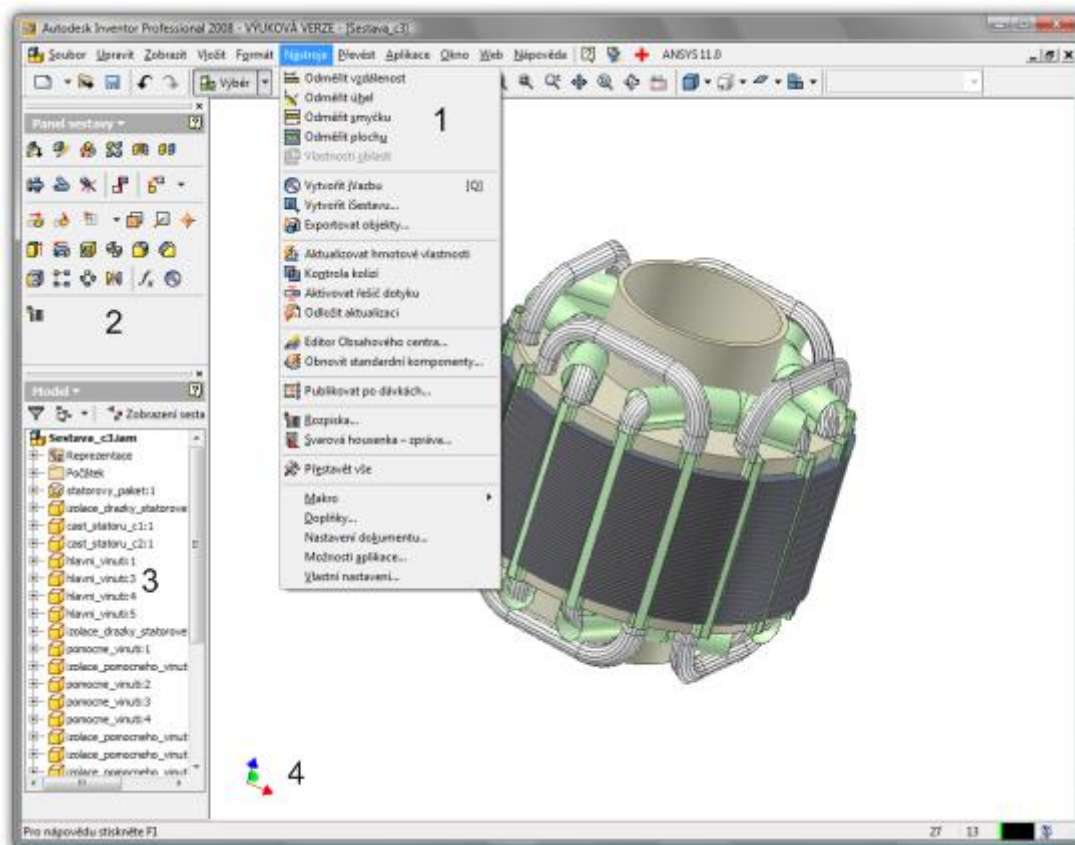 Autodesk Inventor Professional 2008 - VÝUKOVÁ VERZE - [Sestava_c3]
Soubor Upravit Zobrazit Vložit Formát Nástroje Převést Aplikace Okno Web Nápověda ANSYS 11.0
Výběr
Panel sestavy
2
Odměřit vzdálenost
Odměřit úhel
Odměřit smyčku
Odměřit plochu
Vlastnosti oblasti
1
Vytvořit jVazbu [Q]
Vytvořit iSestavu...
Exportovat objekty...
Aktualizovat hmotové vlastnosti
Kontrola kolizí
Aktivovat řešič dotyku
Odložit aktualizaci
Editor Obsahového centra...
Obnovit standardní komponenty...
Publikovat po dávkách...
Rozpiska...
Svarová housenka – zpráva...
Přestavět vše
Makro
Doplňky...
Nastavení dokumentu...
Možnosti aplikace...
Vlastní nastavení...
Model
Zobrazení sesta
Sestava_c3.iam
Reprezentace
Počátek
statorovy_paket:1
izolace_drazky_statorove
cast_statoru_c1:1
cast_statoru_c2:1
hlavni_vinuti:1
hlavni_vinuti:3
3
hlavni_vinuti:4
hlavni_vinuti:5
izolace_drazky_statorove
pomocne_vinuti:1
izolace_pomocneho_vinut
pomocne_vinuti:2
pomocne_vinuti:3
pomocne_vinuti:4
izolace_pomocneho_vinut
izolace_pomocneho_vinut
izolace_pomocneho_vinut
4
Pro nápovědu stiskněte F1
27 13